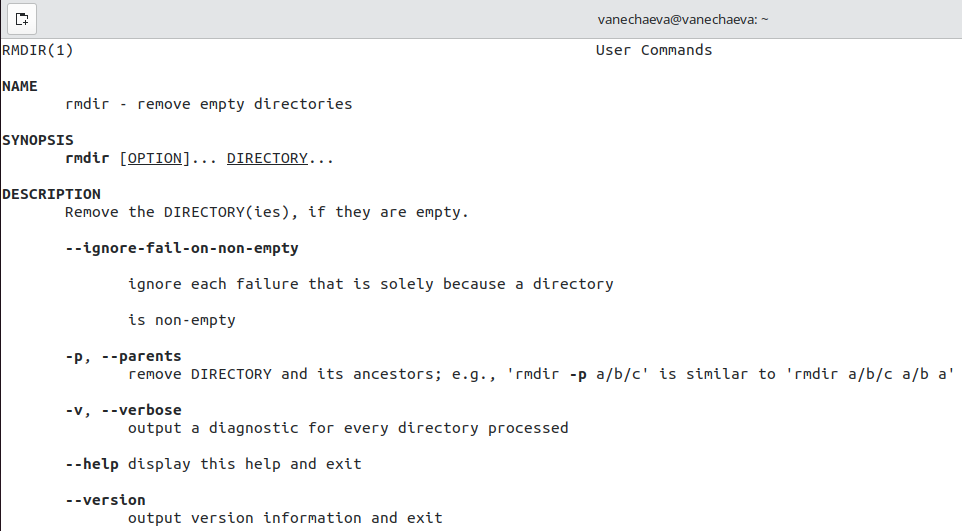 vanechaeva@vanechaeva: ~
RMDIR(1) User Commands
NAME
rmdir - remove empty directories
SYNOPSIS
rmdir [OPTION]... DIRECTORY...
DESCRIPTION
Remove the DIRECTORY(ies), if they are empty.
--ignore-fail-on-non-empty
ignore each failure that is solely because a directory
is non-empty
-p, --parents
remove DIRECTORY and its ancestors; e.g., 'rmdir -p a/b/c' is similar to 'rmdir a/b/c a/b a'
-v, --verbose
output a diagnostic for every directory processed
--help display this help and exit
--version
output version information and exit